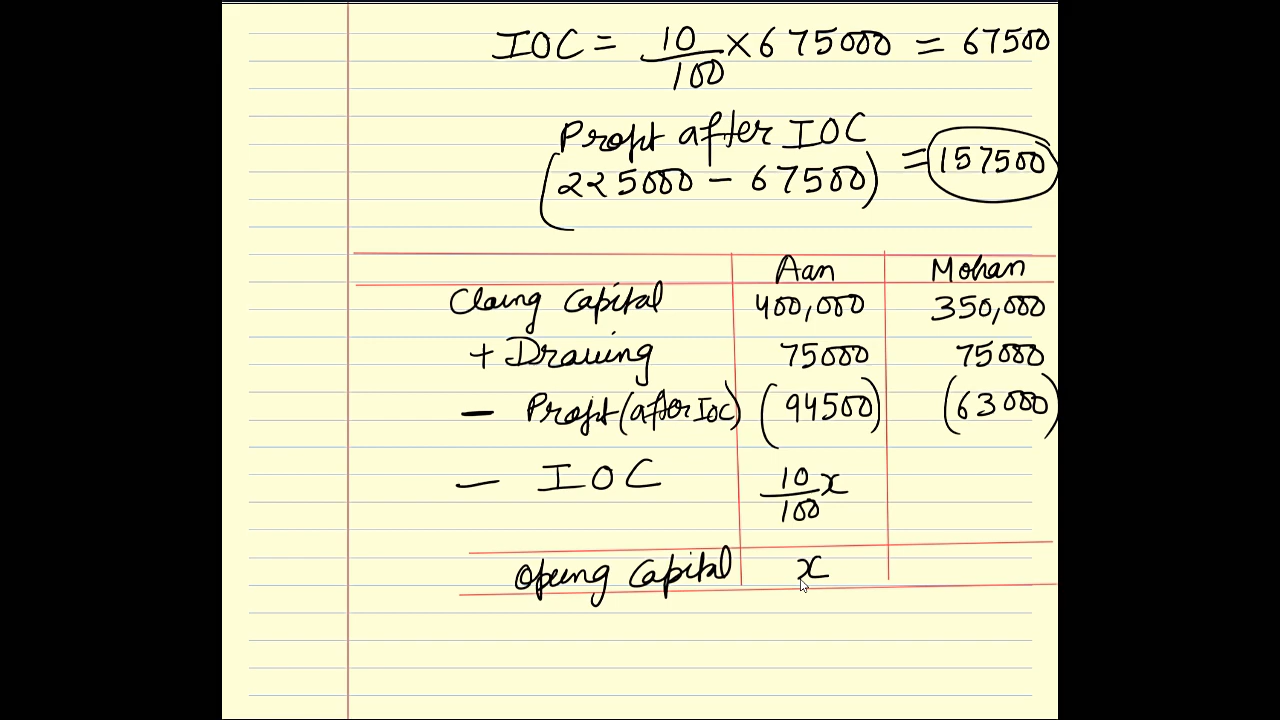 IOC = 10/100 × 675000 = 67500
Profit after IOC
(225000 – 67500) = 157500
Aan Mohan
Closing Capital 400,000 350,000
+ Drawing 75000 75000
– Profit (after IOC) (94500) (63000)
– IOC 10/100 x
Opening Capital x